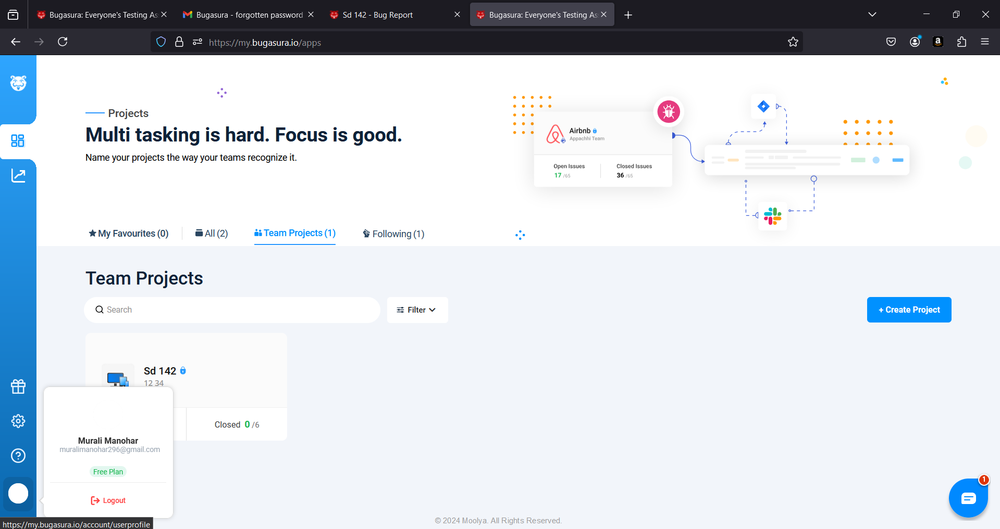 Bugasura: Everyone's Testing As
Bugasura - forgotten password
Sd 142 - Bug Report
Bugasura: Everyone's Testing As
https://my.bugasura.io/apps
Projects
Multi tasking is hard. Focus is good.
Name your projects the way your teams recognize it.
Airbnb
Appachhi Team
Open Issues
17 /65
Closed Issues
36 /65
My Favourites (0)
All (2)
Team Projects (1)
Following (1)
Team Projects
Search
Filter
+ Create Project
Sd 142
12 34
Closed 0 /6
Murali Manohar
muralimanohar296@gmail.com
Free Plan
Logout
1
© 2024 Moolya. All Rights Reserved.
https://my.bugasura.io/account/userprofile